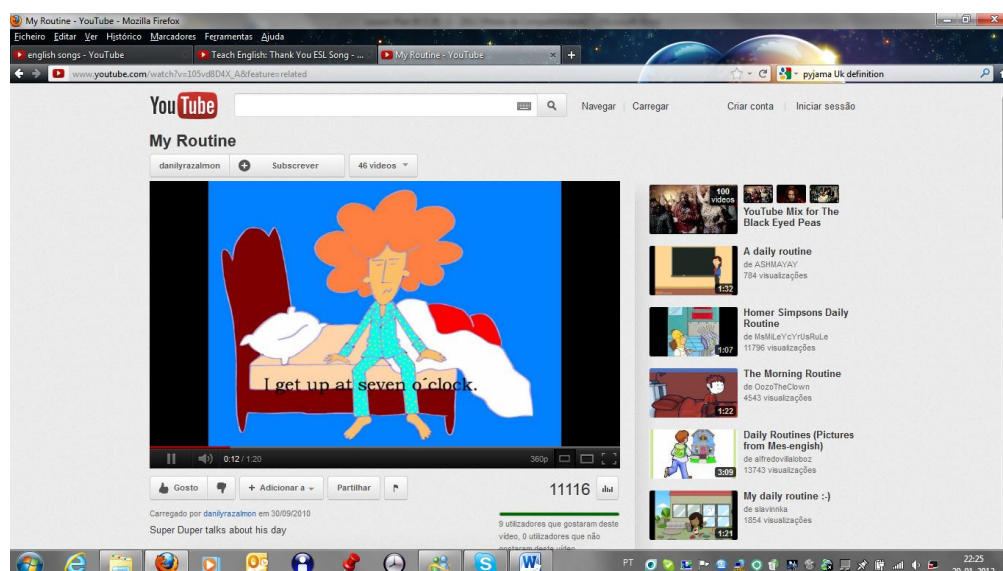 My Routine - YouTube - Mozilla Firefox
Ficheiro Editar Ver Histórico Marcadores Ferramentas Ajuda
english songs - YouTube
Teach English: Thank You ESL Song - ...
My Routine - YouTube
www.youtube.com/watch?v=105vd8D4X_A&feature=related
pyjama Uk definition
YouTube
Navegar
Carregar
Criar conta
Iniciar sessão
My Routine
danilyrazalmon
Subscrever
46 vídeos
I get up at seven o´clock.
0:12 / 1:20
360p
Gosto
Adicionar a
Partilhar
11116
Carregado por danilyrazalmon em 30/09/2010
Super Duper talks about his day
9 utilizadores que gostaram deste
vídeo, 0 utilizadores que não
gostaram deste vídeo
100
videos
YouTube Mix for The
Black Eyed Peas
A daily routine
de ASHMAYAY
784 visualizações
1:32
Homer Simpsons Daily
Routine
de MsMiLeYcYrUsRuLe
11796 visualizações
1:07
The Morning Routine
de OozoTheClown
4543 visualizações
1:22
Daily Routines (Pictures
from Mes-engish)
de alfredovillaloboz
13743 visualizações
3:09
My daily routine :-)
de slavinnka
1854 visualizações
1:21
PT
22:25